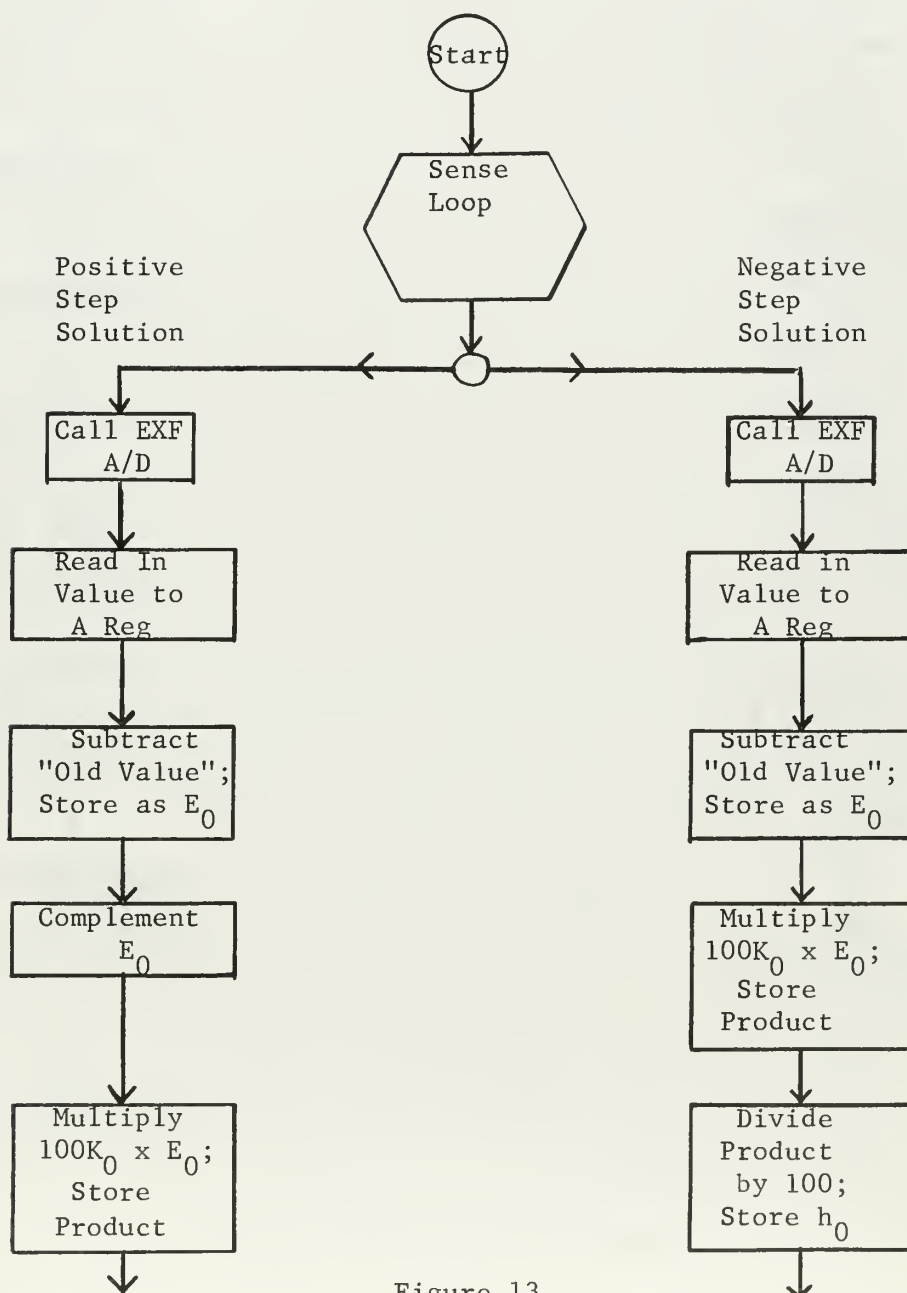 Start
Sense
Loop
Positive
Step
Solution
Negative
Step
Solution
Call EXF
A/D
Read In
Value to
A Reg
Subtract
"Old Value";
Store as E0
Complement
E0
Multiply
100K0 x E0;
Store
Product
Call EXF
A/D
Read in
Value to
A Reg
Subtract
"Old Value";
Store as E0
Multiply
100K0 x E0;
Store
Product
Divide
Product
by 100;
Store h0
Figure 13